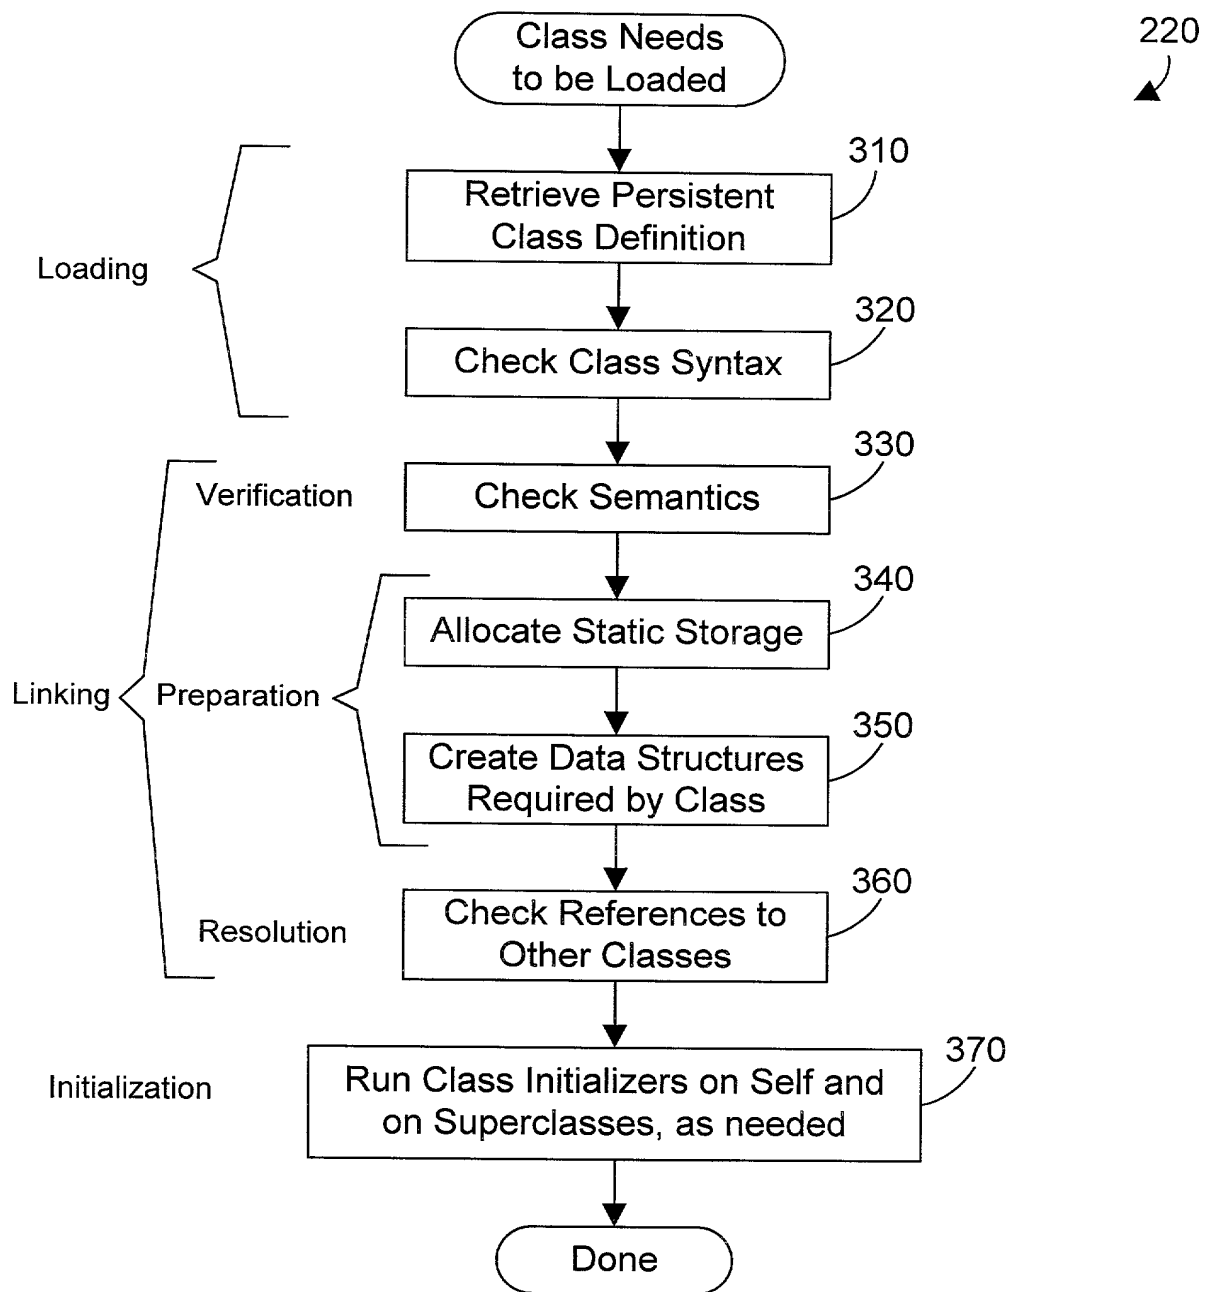 Class Needs
to be Loaded
220
310
Retrieve Persistent
Class Definition
Loading
320
Check Class Syntax
330
Verification
Check Semantics
340
Allocate Static Storage
Linking
Preparation
350
Create Data Structures
Required by Class
360
Check References to
Other Classes
Resolution
370
Initialization
Run Class Initializers on Self and
on Superclasses, as needed
Done